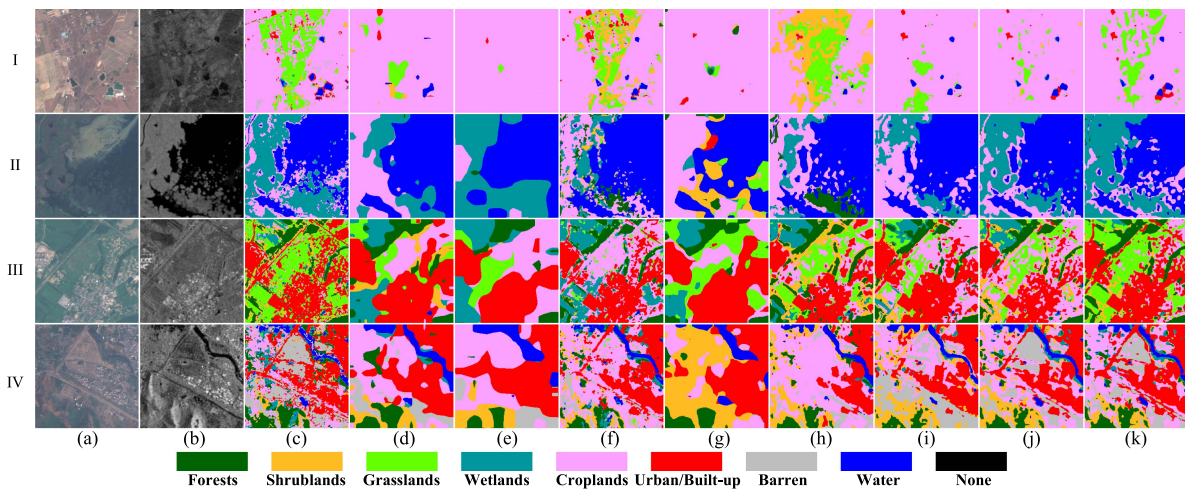 I
II
III
IV
(a) (b) (c) (d) (e) (f) (g) (h) (i) (j) (k)
Forests Shrublands Grasslands Wetlands Croplands Urban/Built-up Barren Water None